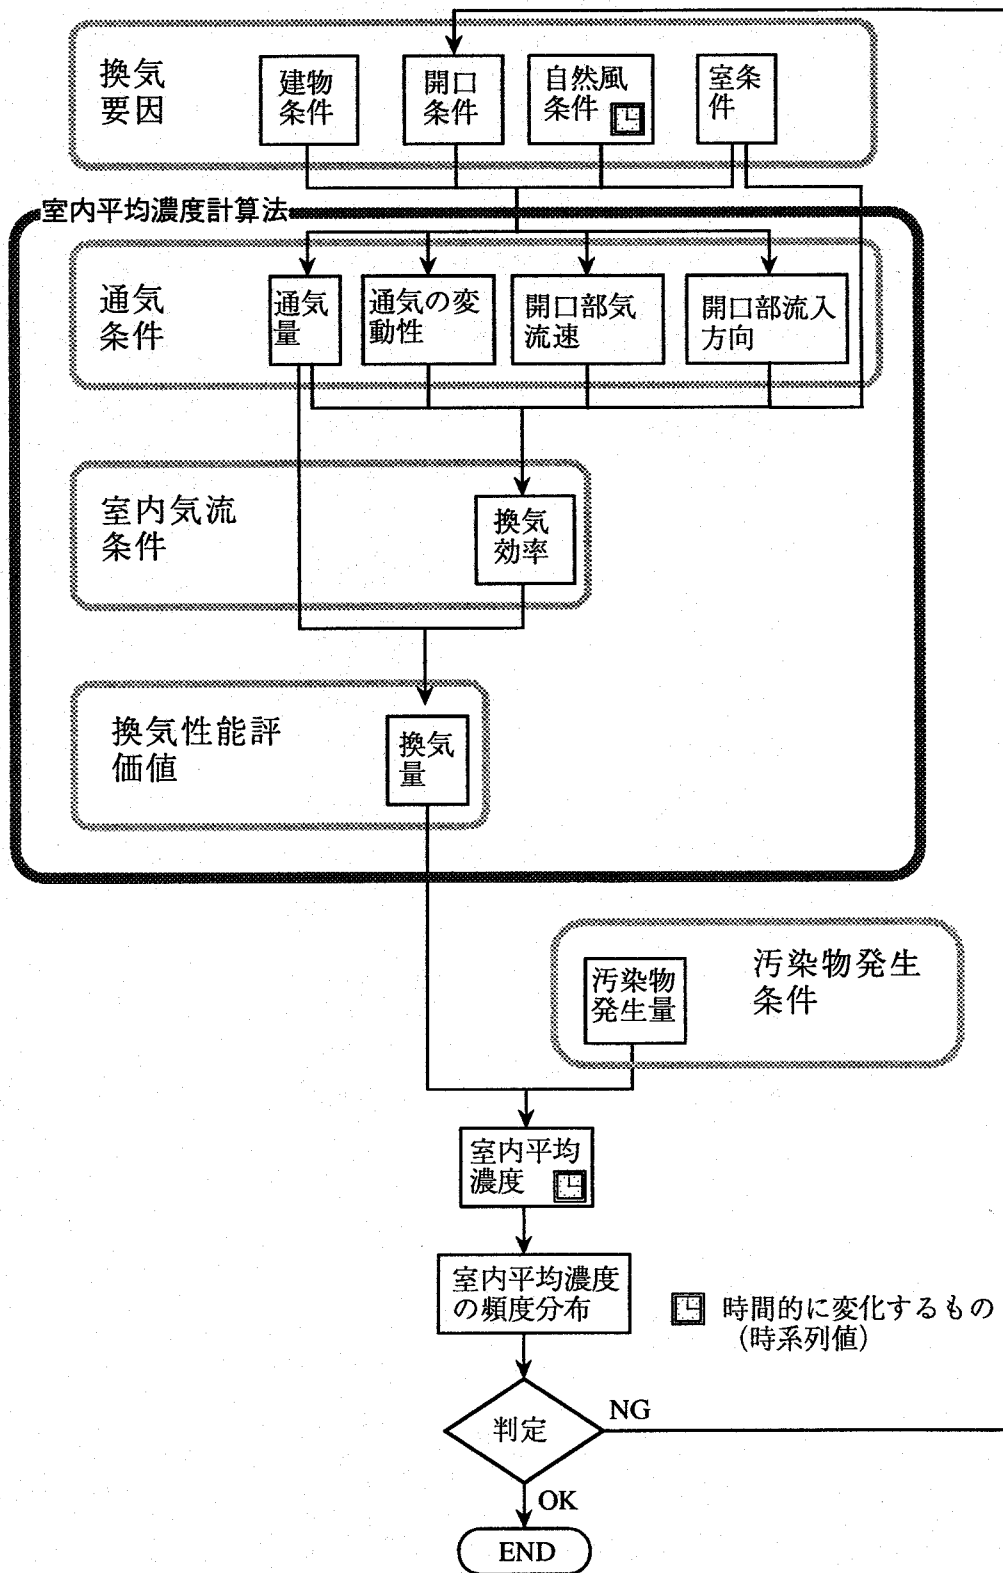 換気
要因
建物
条件
開口
条件
自然風
条件
室条
件
室内平均濃度計算法
通気
条件
通気
量
通気の変
動性
開口部気
流速
開口部流入
方向
室内気流
条件
換気
効率
換気性能評
価値
換気
量
汚染物
発生量
汚染物発生
条件
室内平均
濃度
室内平均濃度
の頻度分布
時間的に変化するもの
（時系列値）
判定
NG
OK
END